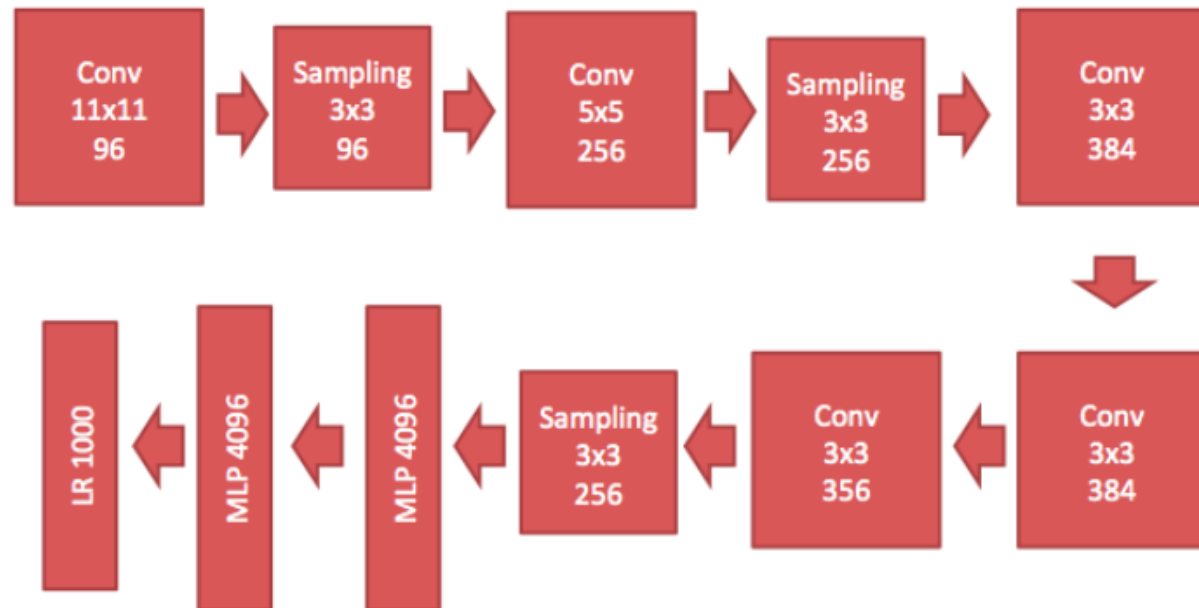 Conv
11x11
96
Sampling
3x3
96
Conv
5x5
256
Sampling
3x3
256
Conv
3x3
384
Conv
3x3
384
Conv
3x3
356
Sampling
3x3
256
MLP 4096
MLP 4096
LR 1000